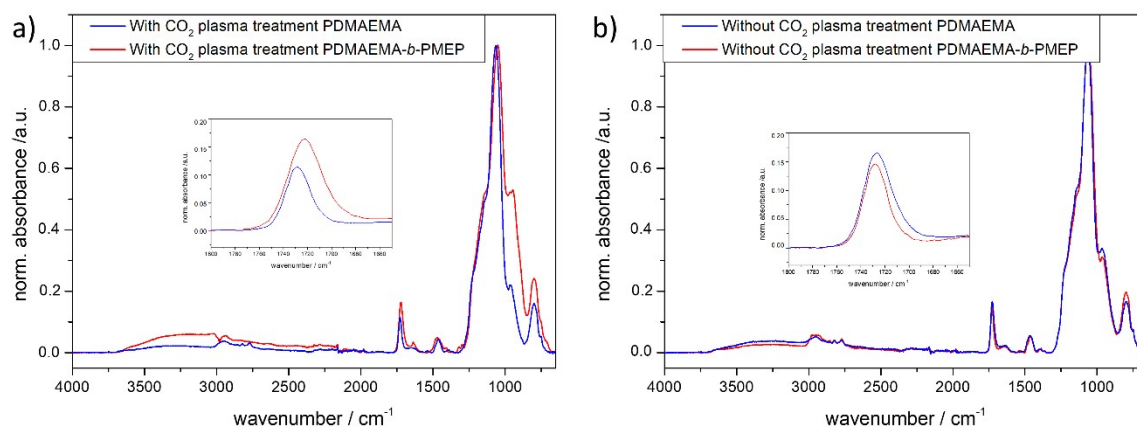 a)
With CO₂ plasma treatment PDMAEMA
With CO₂ plasma treatment PDMAEMA-b-PMEP
norm. absorbance /a.u.
1.0
0.8
0.6
0.4
0.2
0.0
4000 3500 3000 2500 2000 1500 1000
wavenumber / cm⁻¹
norm. absorbance /a.u.
0.20
0.15
0.10
0.05
0.00
1800 1780 1760 1740 1720 1700 1680 1660
wavenumber / cm⁻¹
b)
Without CO₂ plasma treatment PDMAEMA
Without CO₂ plasma treatment PDMAEMA-b-PMEP
norm. absorbance /a.u.
1.0
0.8
0.6
0.4
0.2
0.0
4000 3500 3000 2500 2000 1500 1000
wavenumber / cm⁻¹
norm. absorbance /a.u.
0.20
0.15
0.10
0.05
0.00
1800 1780 1760 1740 1720 1700 1680 1660
wavenumber / cm⁻¹